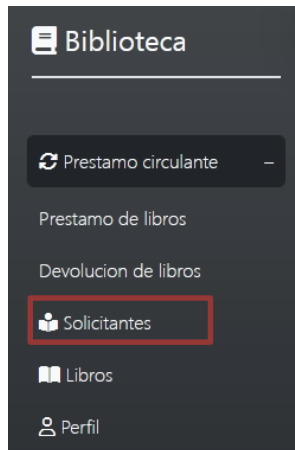 Biblioteca
Prestamo circulante –
Prestamo de libros
Devolucion de libros
Solicitantes
Libros
Perfil